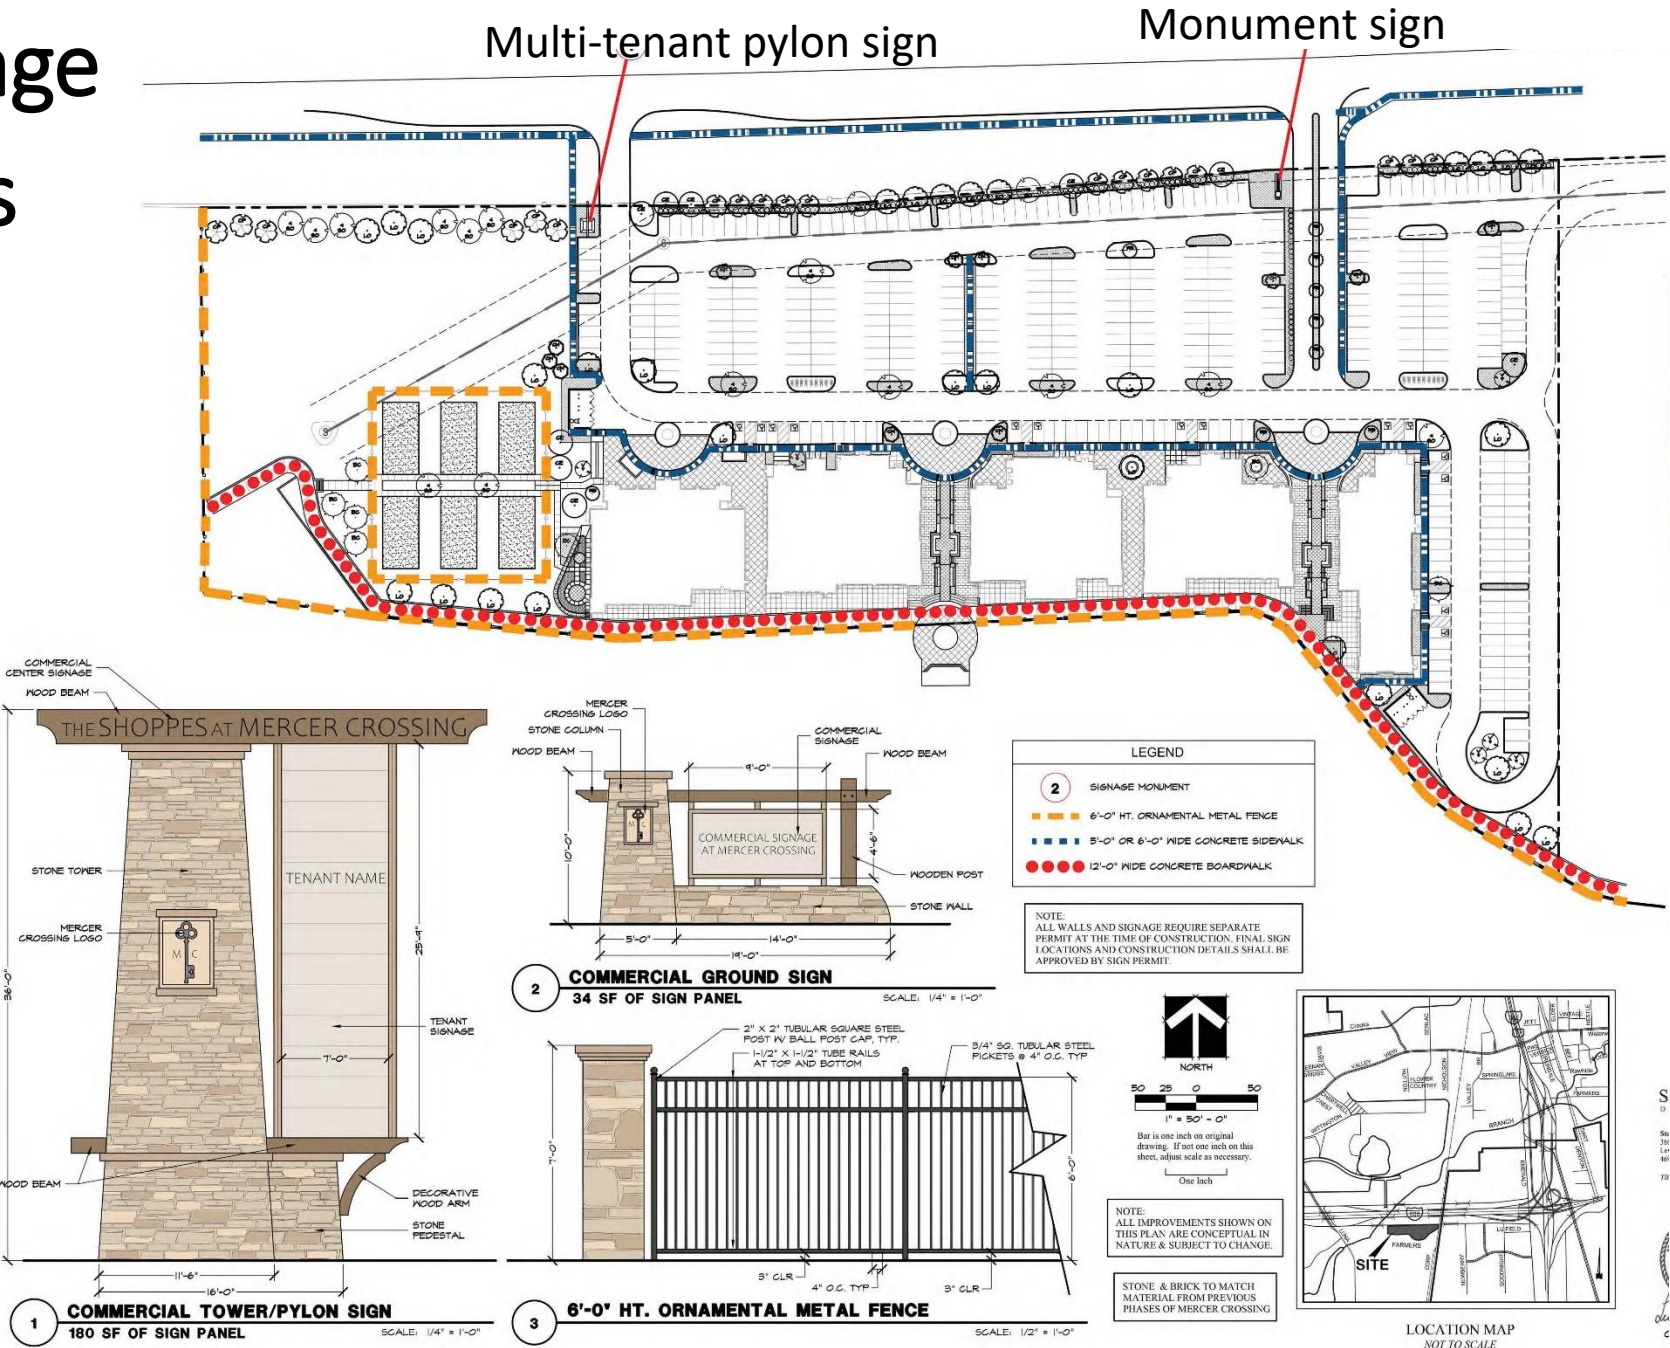 Multi-tenant pylon sign
Monument sign
COMMERCIAL
CENTER SIGNAGE
WOOD BEAM
THE SHOPPES AT MERCER CROSSING
STONE TOWER
TENANT NAME
MERCER
CROSSING LOGO
M C
36'-0"
25'-9"
TENANT
SIGNAGE
7'-0"
WOOD BEAM
DECORATIVE
WOOD ARM
STONE
PEDESTAL
11'-6"
16'-0"
1
COMMERCIAL TOWER/PYLON SIGN
180 SF OF SIGN PANEL
SCALE: 1/4" = 1'-0"
MERCER
CROSSING LOGO
STONE COLUMN
WOOD BEAM
COMMERCIAL
SIGNAGE
WOOD BEAM
9'-0"
M C
COMMERCIAL SIGNAGE
AT MERCER CROSSING
10'-0"
4'-6"
WOODEN POST
STONE WALL
5'-0"
14'-0"
19'-0"
2
COMMERCIAL GROUND SIGN
34 SF OF SIGN PANEL
SCALE: 1/4" = 1'-0"
2" X 2" TUBULAR SQUARE STEEL
POST W/ BALL POST CAP, TYP.
1-1/2" X 1-1/2" TUBE RAILS
AT TOP AND BOTTOM
3/4" SQ. TUBULAR STEEL
PICKETS @ 4" O.C. TYP
7'-0"
6'-0"
3" CLR
4" O.C. TYP
3" CLR
3
6'-0" HT. ORNAMENTAL METAL FENCE
SCALE: 1/2" = 1'-0"
LEGEND
2 SIGNAGE MONUMENT
6'-0" HT. ORNAMENTAL METAL FENCE
5'-0" OR 6'-0" WIDE CONCRETE SIDEWALK
12'-0" WIDE CONCRETE BOARDWALK
NOTE:
ALL WALLS AND SIGNAGE REQUIRE SEPARATE
PERMIT AT THE TIME OF CONSTRUCTION. FINAL SIGN
LOCATIONS AND CONSTRUCTION DETAILS SHALL BE
APPROVED BY SIGN PERMIT.
NORTH
50 25 0 50
1" = 50' - 0"
Bar is one inch on original
drawing. If not one inch on this
sheet, adjust scale as necessary.
One Inch
NOTE:
ALL IMPROVEMENTS SHOWN ON
THIS PLAN ARE CONCEPTUAL IN
NATURE & SUBJECT TO CHANGE.
STONE & BRICK TO MATCH
MATERIAL FROM PREVIOUS
PHASES OF MERCER CROSSING
VALLEY VIEW
SPRINGLAKE
BRANCH
FARMERS
SITE
LOCATION MAP
NOT TO SCALE